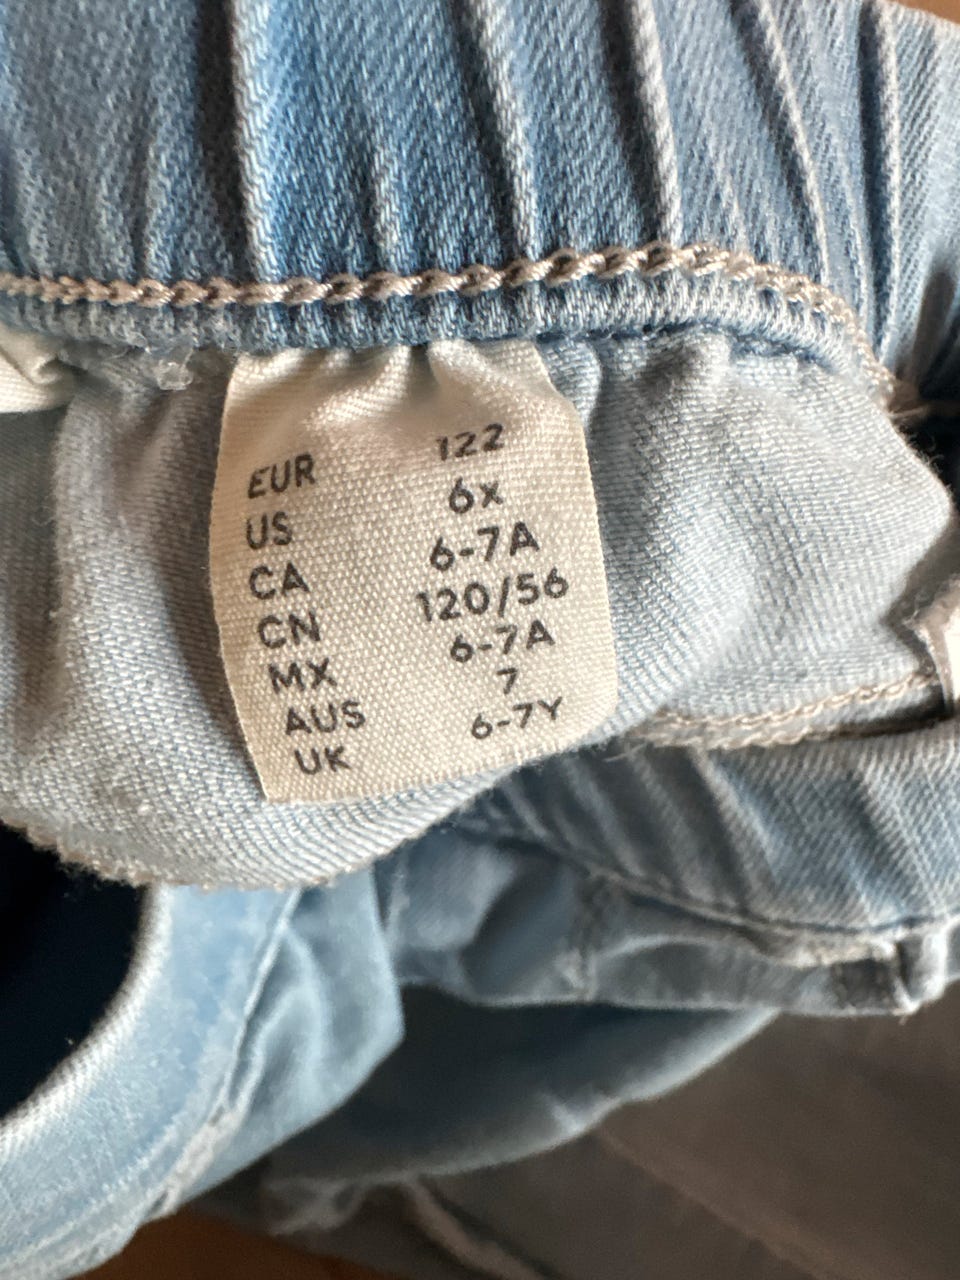 EUR 122
US 6x
CA 6-7A
CN 120/56
MX 6-7A
AUS 7
UK 6-7Y